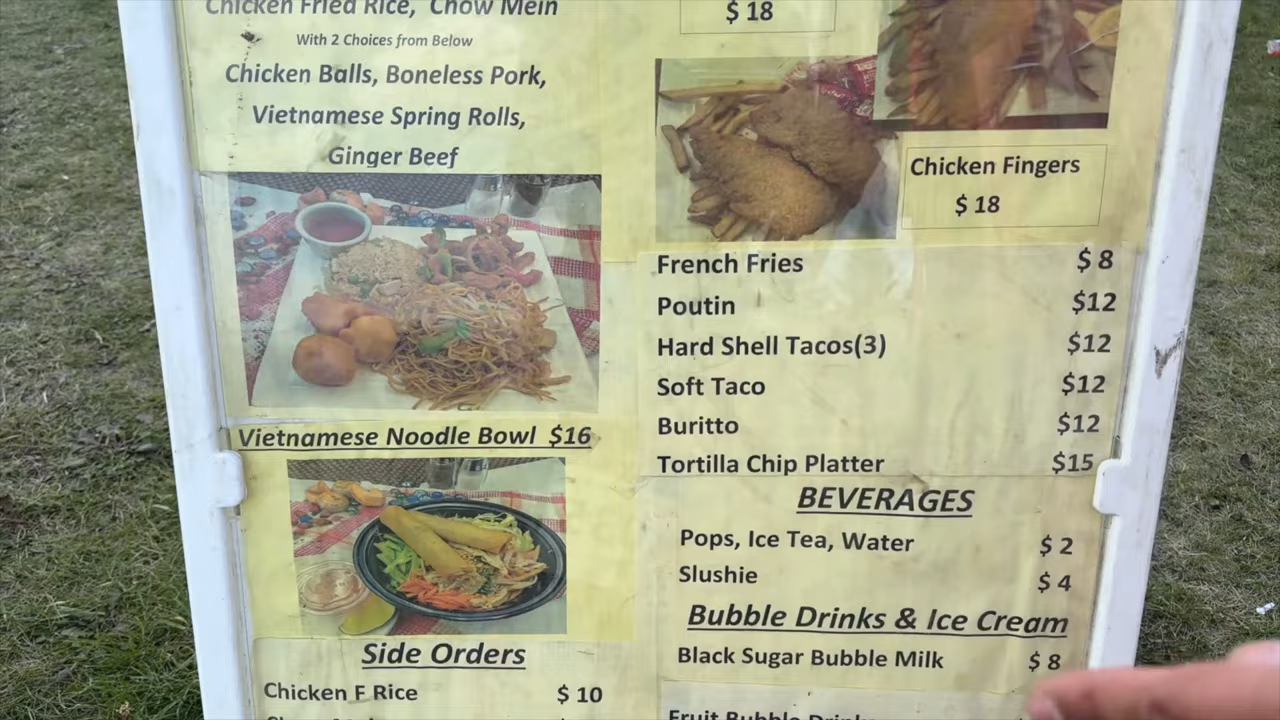 Chicken Fried Rice, Chow Mein
With 2 Choices from Below
Chicken Balls, Boneless Pork,
Vietnamese Spring Rolls,
Ginger Beef
Vietnamese Noodle Bowl $16
Side Orders
Chicken F Rice $ 10
$ 18
Chicken Fingers
$ 18
French Fries $ 8
Poutin $12
Hard Shell Tacos(3) $12
Soft Taco $12
Buritto $12
Tortilla Chip Platter $15
BEVERAGES
Pops, Ice Tea, Water $ 2
Slushie $ 4
Bubble Drinks & Ice Cream
Black Sugar Bubble Milk $ 8
Fruit Bubble Drinks